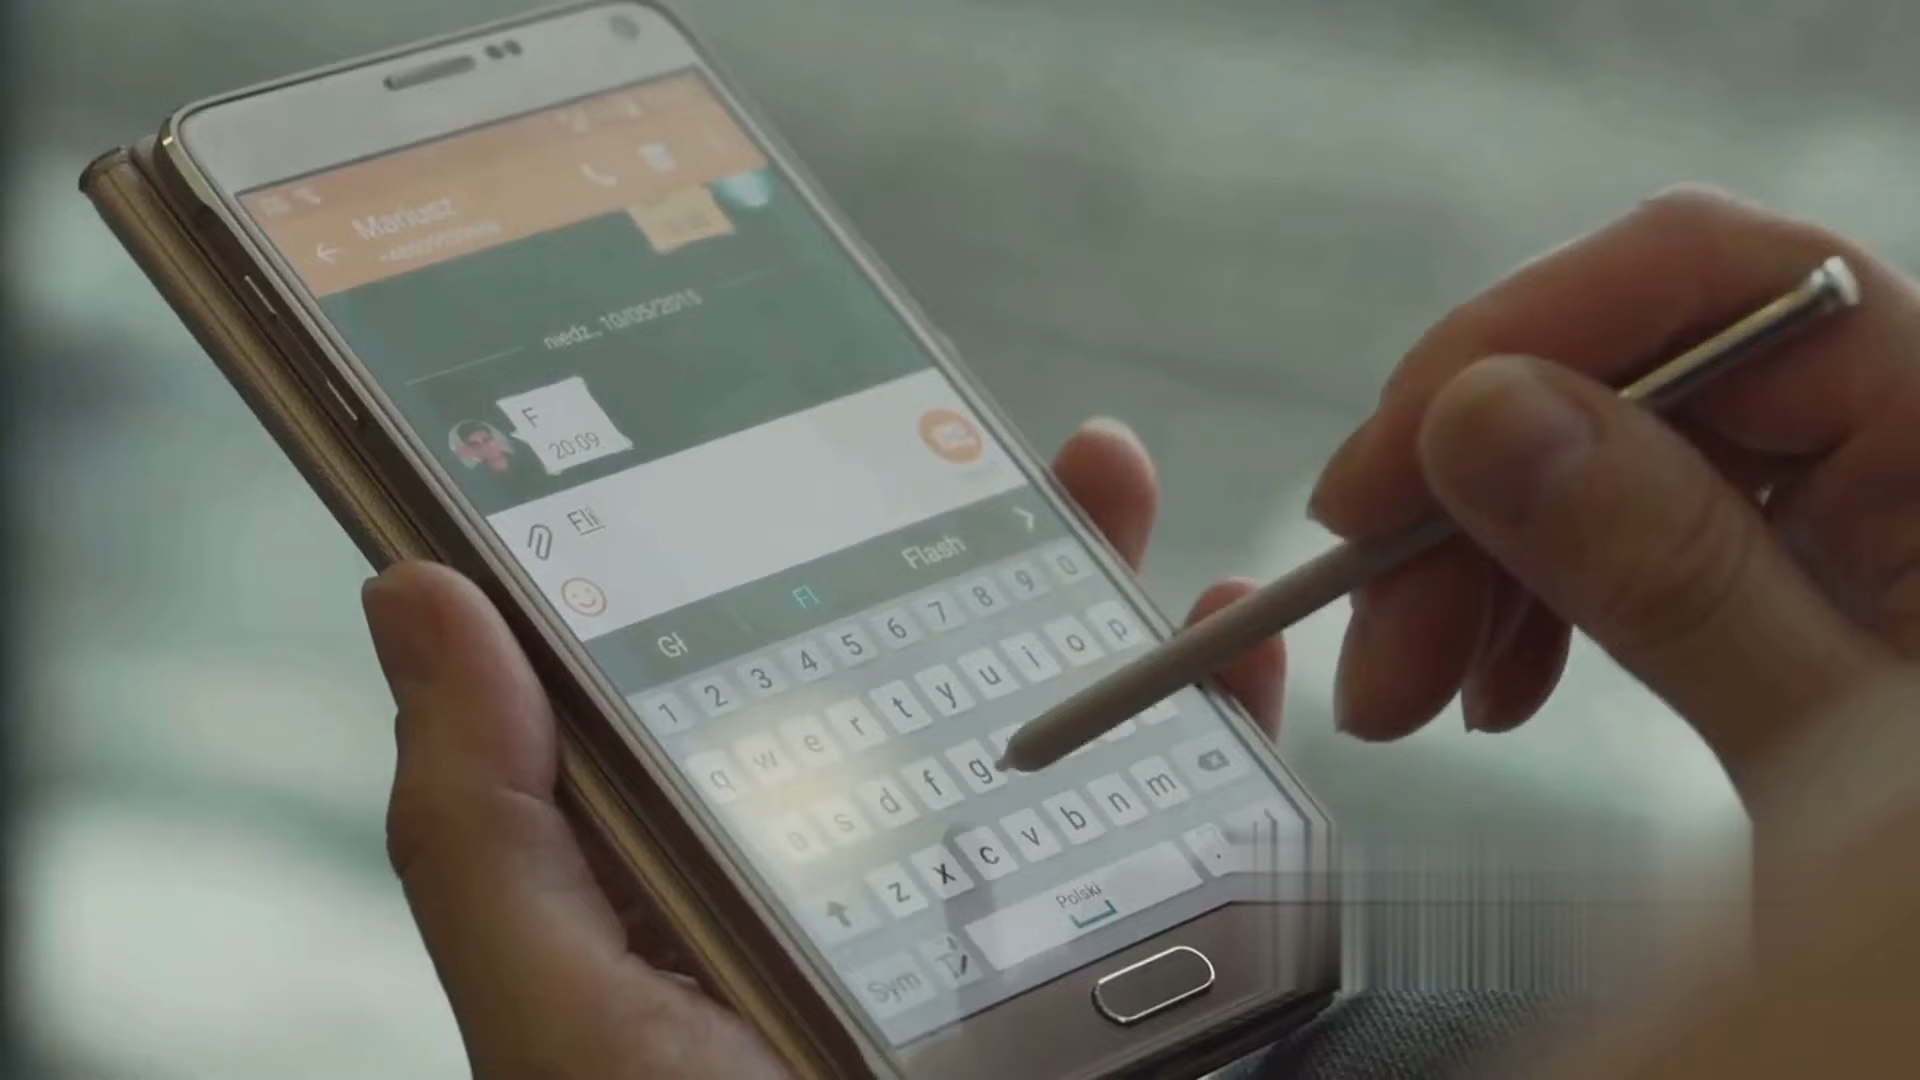 Mariusz
niedz., 10/05/2015
F
20:09
Fli
Gł
Fl
Flash
1 2 3 4 5 6 7 8 9 0
q w e r t y u i o p
a s d f g
z x c v b n m
Sym
Polski